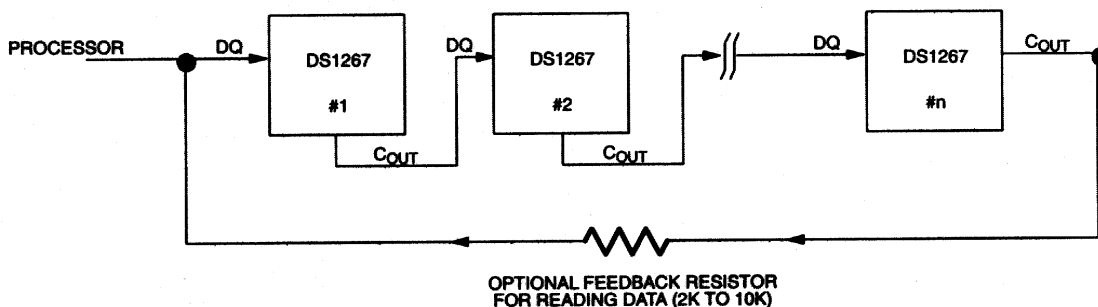 PROCESSOR
DQ
DS1267
#1
COUT
DQ
DS1267
#2
COUT
DQ
DS1267
#n
COUT
OPTIONAL FEEDBACK RESISTOR
FOR READING DATA (2K TO 10K)